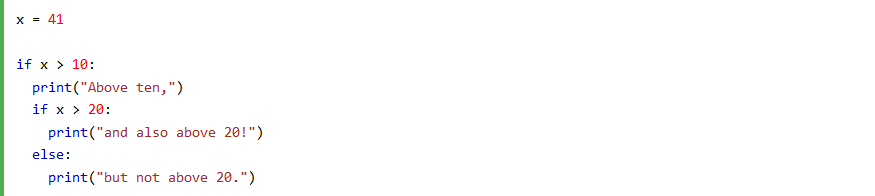 x = 41

if x > 10:
  print("Above ten,")
  if x > 20:
    print("and also above 20!")
  else:
    print("but not above 20.")